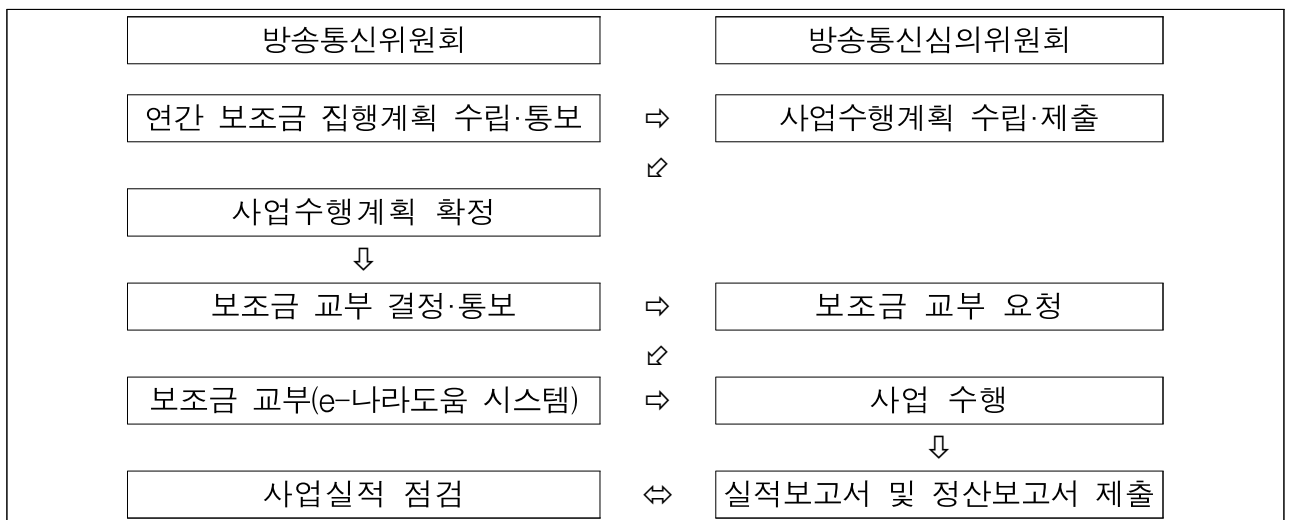 방송통신위원회 방송통신심의위원회
연간 보조금 집행계획 수립·통보 ⇨ 사업수행계획 수립·제출
⬃
사업수행계획 확정
⇩
보조금 교부 결정·통보 ⇨ 보조금 교부 요청
⬃
보조금 교부(e-나라도움 시스템) ⇨ 사업 수행
⇩
사업실적 점검 ⬄ 실적보고서 및 정산보고서 제출